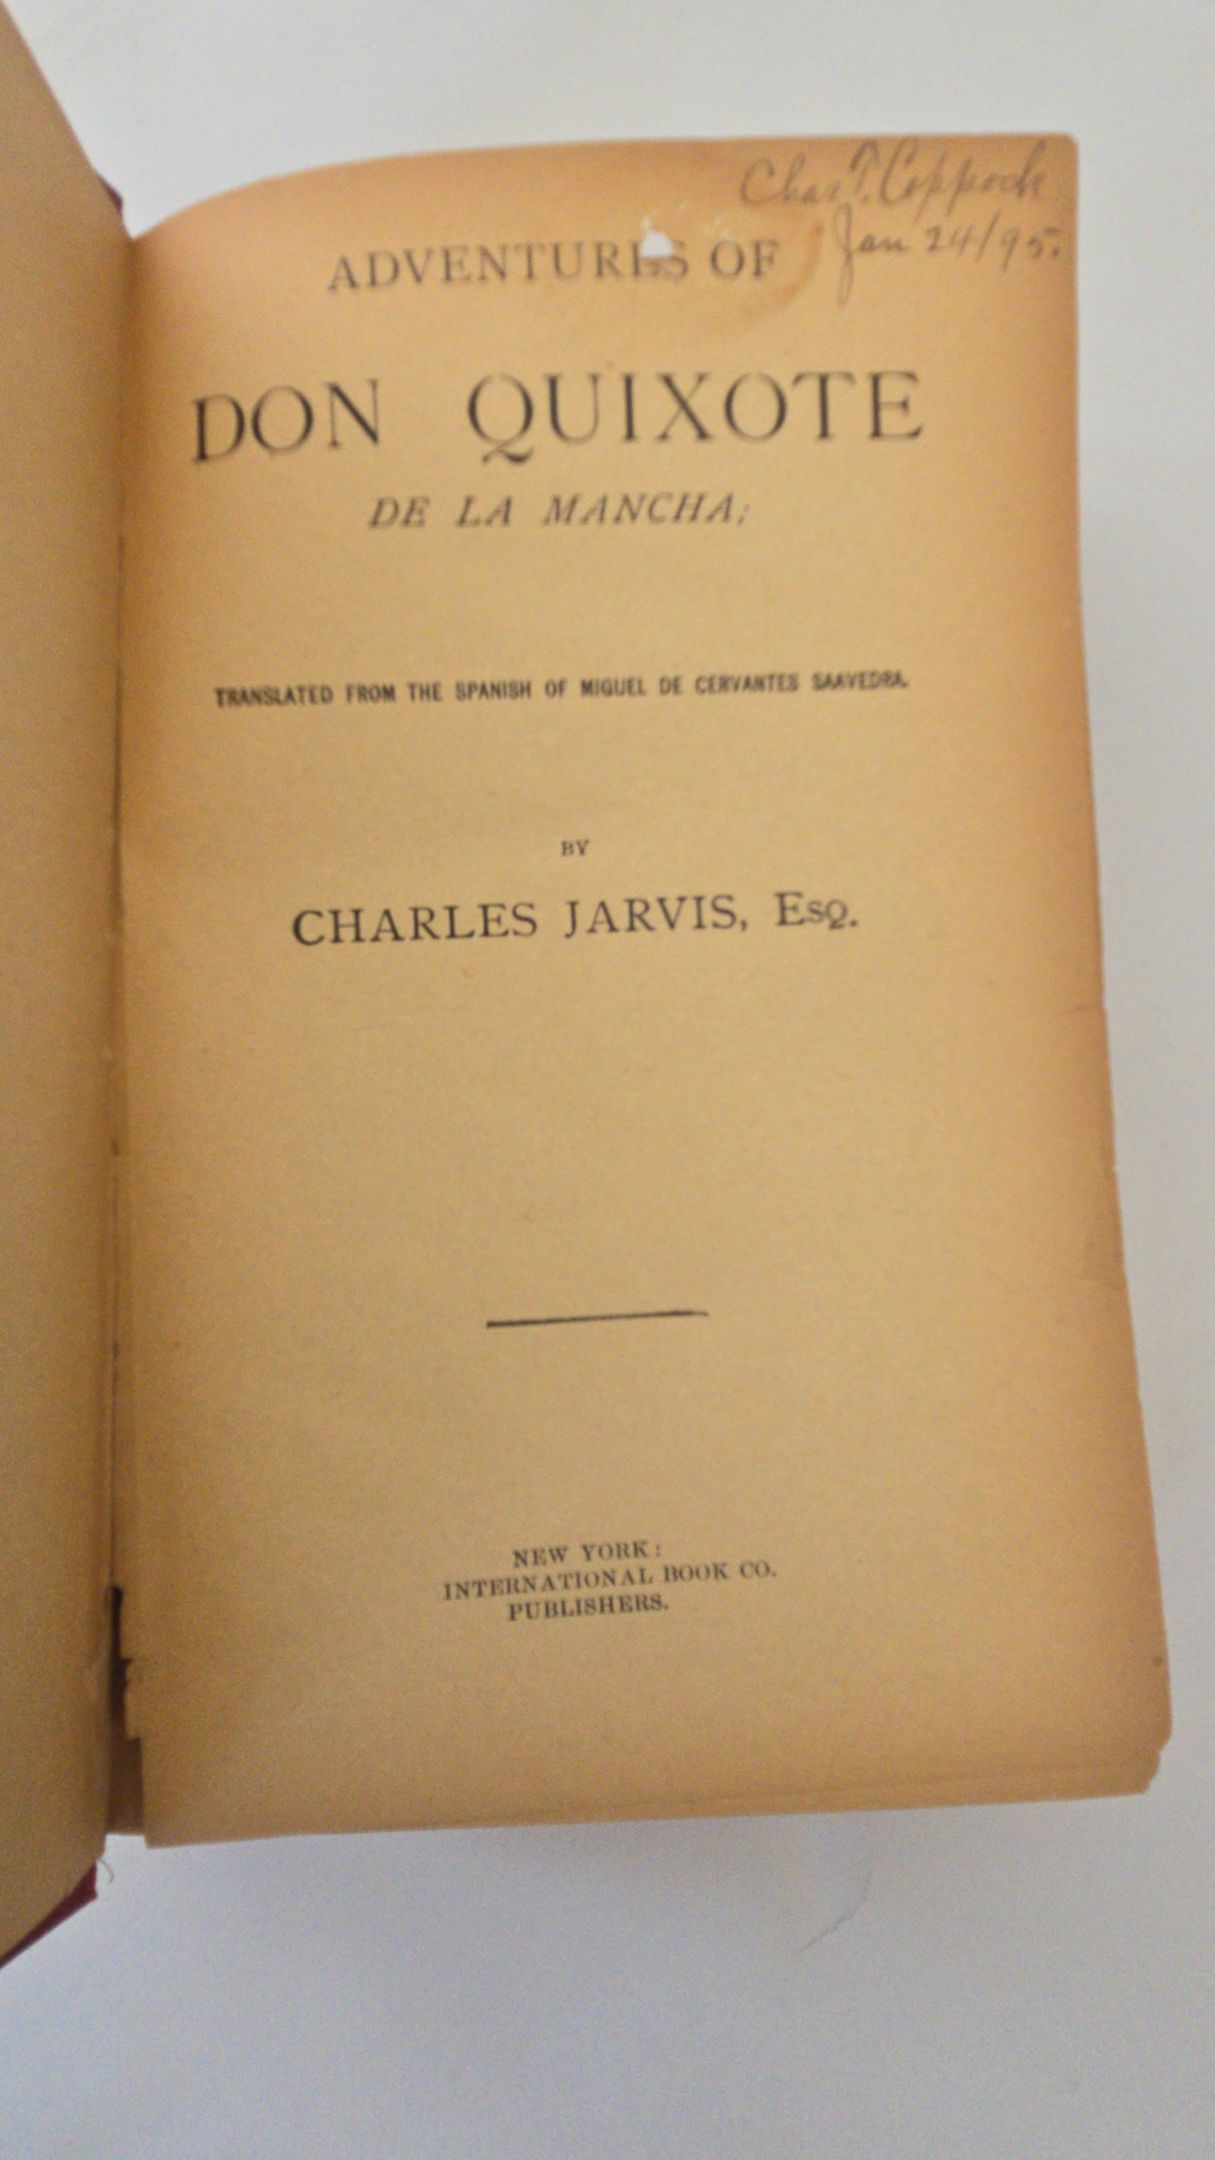 Chas. T. Coppock
Jan 24/95.
ADVENTURES OF
DON QUIXOTE
DE LA MANCHA;
TRANSLATED FROM THE SPANISH OF MIGUEL DE CERVANTES SAAVEDRA.
BY
CHARLES JARVIS, Esq.
NEW YORK:
INTERNATIONAL BOOK CO.
PUBLISHERS.